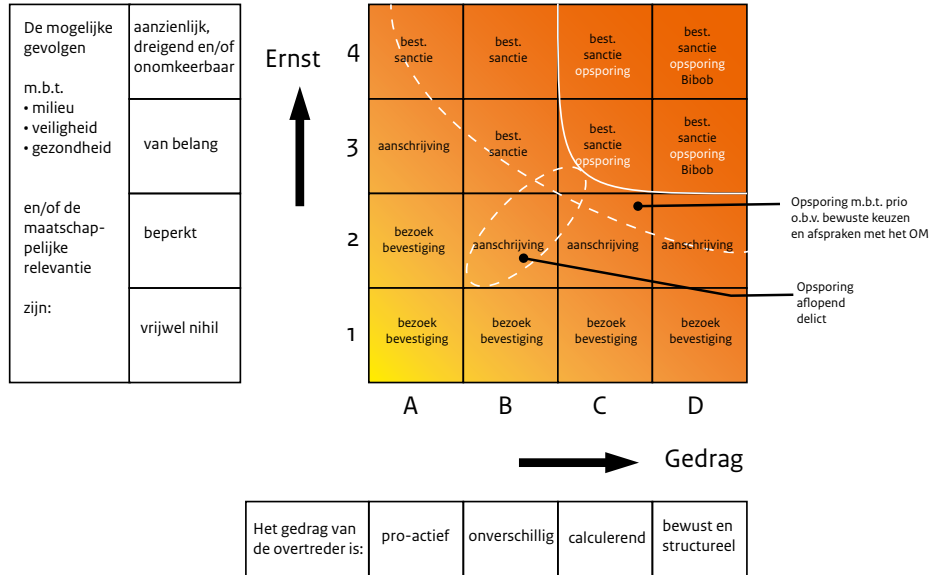 De mogelijke
gevolgen
m.b.t.
• milieu
• veiligheid
• gezondheid
en/of de
maatschap-
pelijke
relevantie
zijn:
aanzienlijk,
dreigend en/of
onomkeerbaar
van belang
beperkt
vrijwel nihil
Ernst
4
best.
sanctie
best.
sanctie
best.
sanctie
opsporing
best.
sanctie
opsporing
Bibob
3
aanschrijving
best.
sanctie
best.
sanctie
opsporing
best.
sanctie
opsporing
Bibob
2
bezoek
bevestiging
aanschrijving
aanschrijving
aanschrijving
1
bezoek
bevestiging
bezoek
bevestiging
bezoek
bevestiging
bezoek
bevestiging
Opsporing m.b.t. prio
o.b.v. bewuste keuzen
en afspraken met het OM
Opsporing
aflopend
delict
A
B
C
D
Gedrag
Het gedrag van
de overtreder is:
pro-actief
onverschillig
calculerend
bewust en
structureel